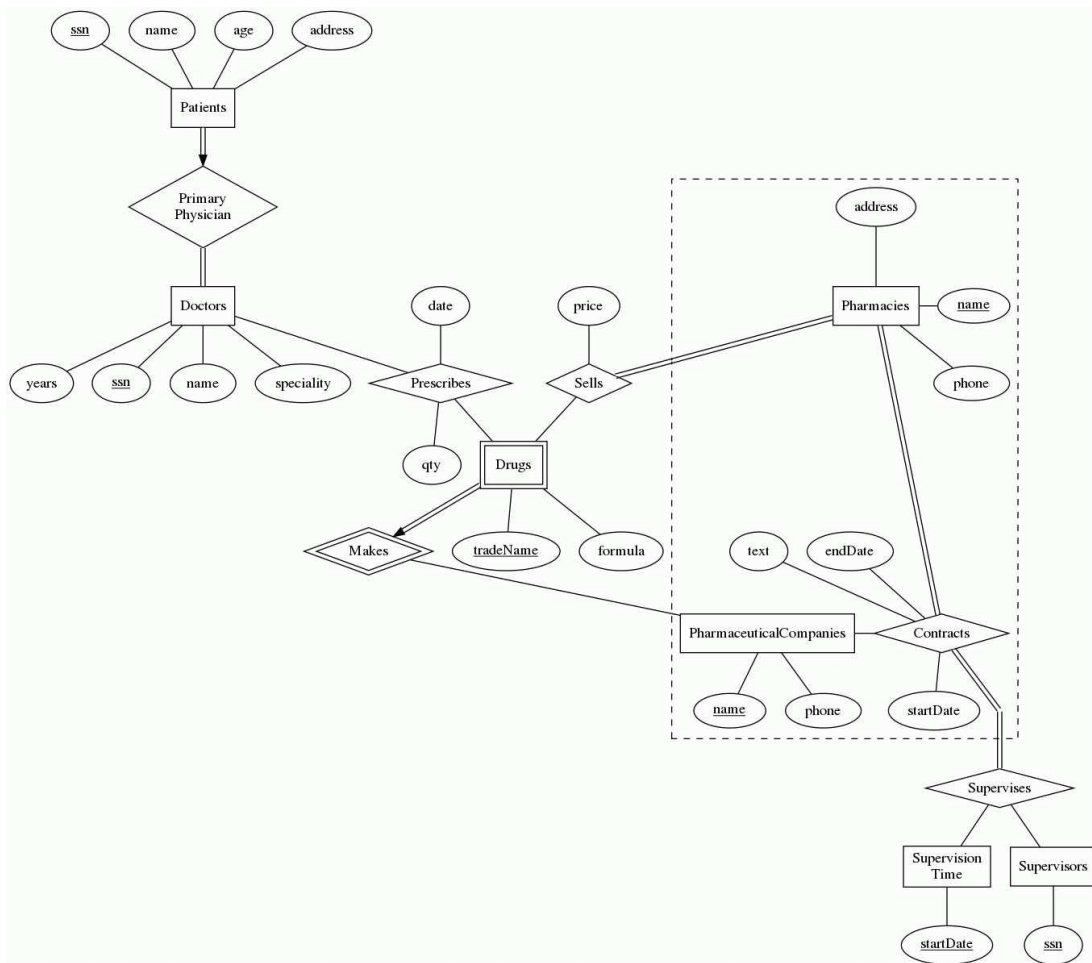 ssn
name
age
address
Patients
Primary
Physician
address
Doctors
date
price
Pharmacies
name
years
ssn
name
speciality
Prescribes
Sells
phone
qty
Drugs
Makes
tradeName
formula
text
endDate
PharmaceuticalCompanies
Contracts
name
phone
startDate
Supervises
Supervision
Time
Supervisors
startDate
ssn